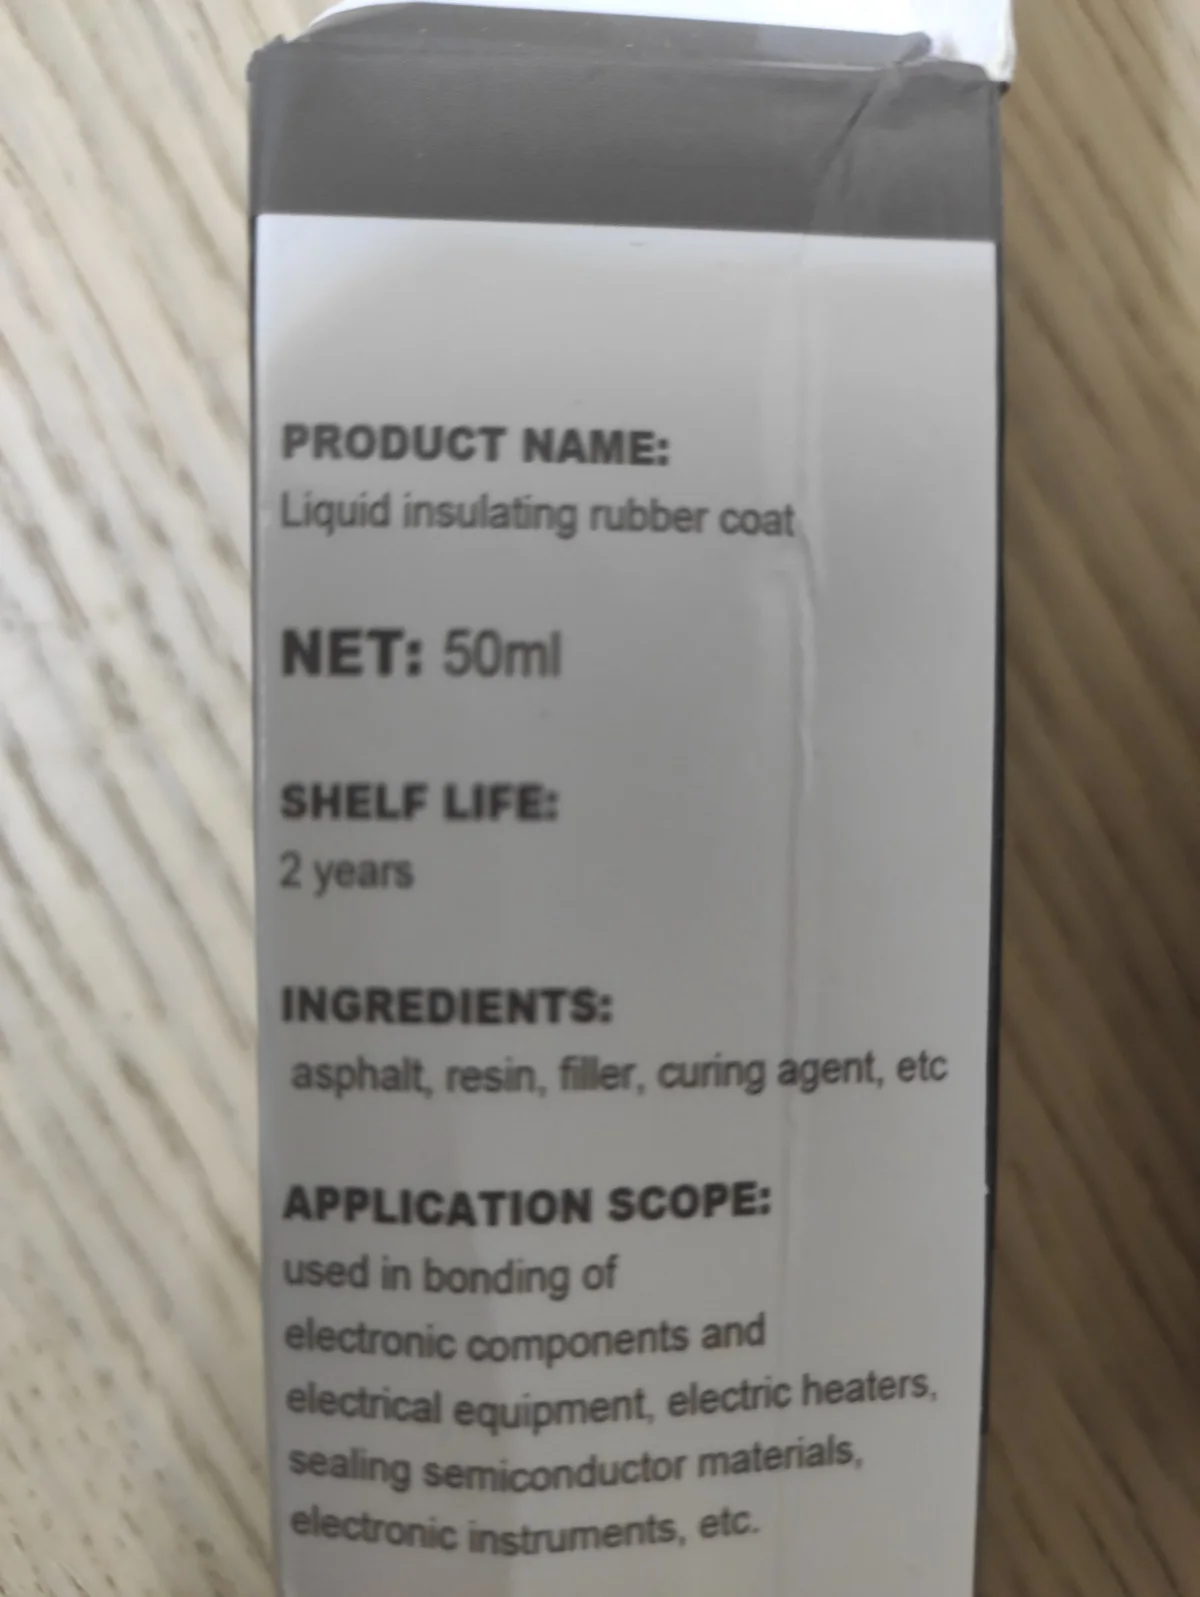 PRODUCT NAME:
Liquid insulating rubber coat
NET: 50ml
SHELF LIFE:
2 years
INGREDIENTS:
asphalt, resin, filler, curing agent, etc
APPLICATION SCOPE:
used in bonding of
electronic components and
electrical equipment, electric heaters,
sealing semiconductor materials,
electronic instruments, etc.